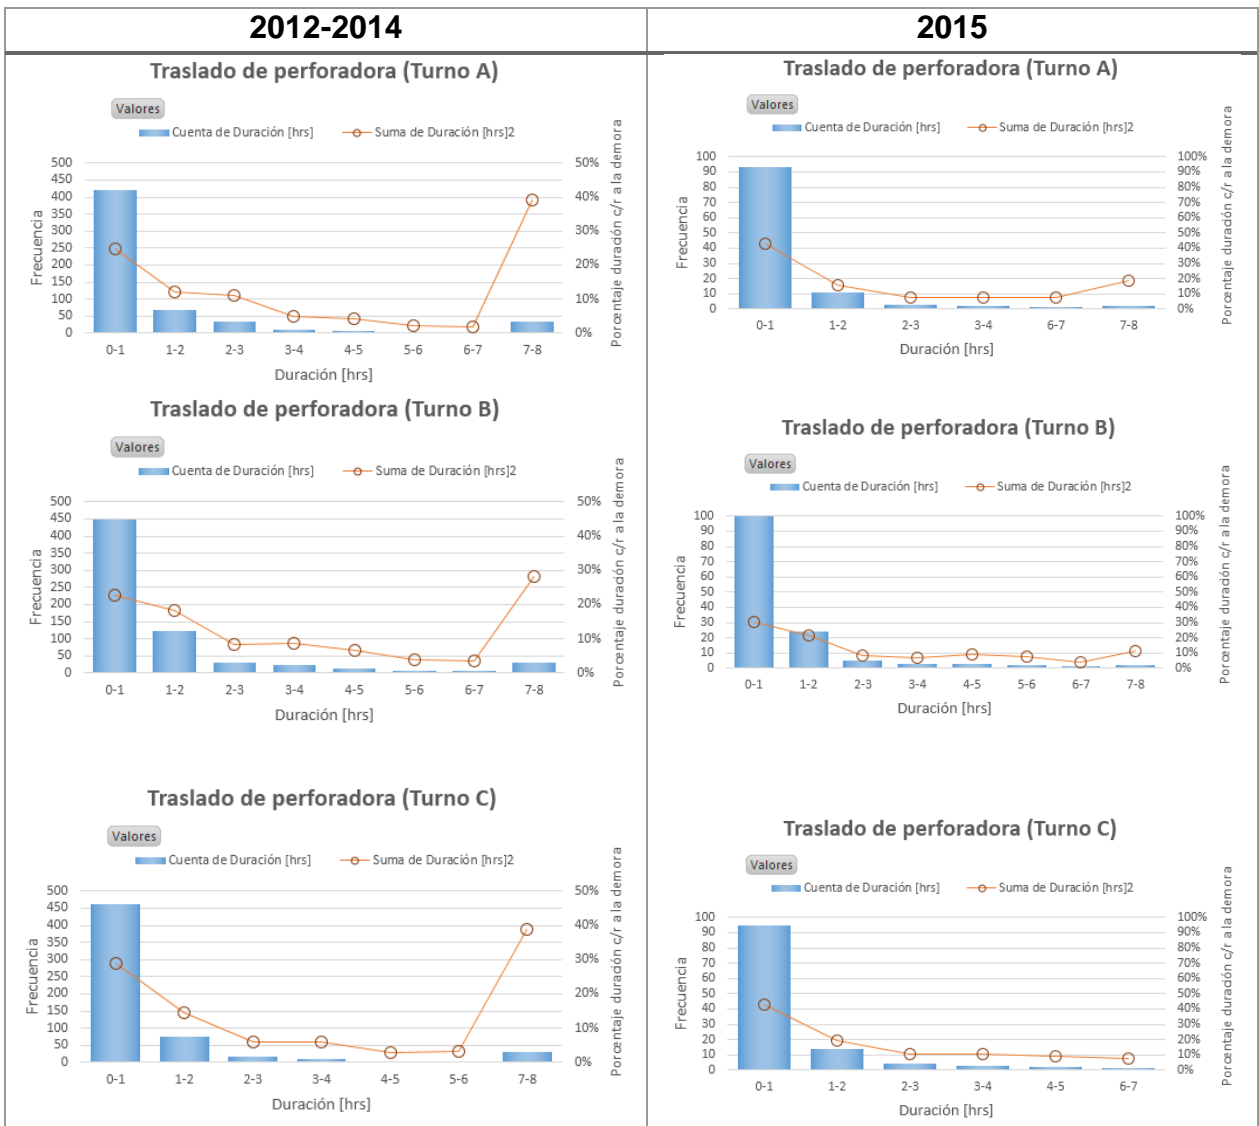 2012-2014
2015
Traslado de perforadora (Turno A)
Valores
Cuenta de Duración [hrs] Suma de Duración [hrs]2
500 450 400 350 300 250 200 150 100 50 0
50% 40% 30% 20% 10% 0%
Frecuencia
Porcentaje duradón c/r a la demora
0-1 1-2 2-3 3-4 4-5 5-6 6-7 7-8
Duración [hrs]
Traslado de perforadora (Turno B)
Valores
Cuenta de Duración [hrs] Suma de Duración [hrs]2
500 450 400 350 300 250 200 150 100 50 0
50% 40% 30% 20% 10% 0%
Frecuencia
Porcentaje duradón c/r a la demora
0-1 1-2 2-3 3-4 4-5 5-6 6-7 7-8
Duración [hrs]
Traslado de perforadora (Turno C)
Valores
Cuenta de Duración [hrs] Suma de Duración [hrs]2
500 450 400 350 300 250 200 150 100 50 0
50% 40% 30% 20% 10% 0%
Frecuencia
Porcentaje duradón c/r a la demora
0-1 1-2 2-3 3-4 4-5 5-6 7-8
Duración [hrs]
Traslado de perforadora (Turno A)
Valores
Cuenta de Duración [hrs] Suma de Duración [hrs]2
100 90 80 70 60 50 40 30 20 10 0
100% 90% 80% 70% 60% 50% 40% 30% 20% 10% 0%
Frecuencia
Porcentaje duradón c/r a la demora
0-1 1-2 2-3 3-4 6-7 7-8
Duración [hrs]
Traslado de perforadora (Turno B)
Valores
Cuenta de Duración [hrs] Suma de Duración [hrs]2
100 90 80 70 60 50 40 30 20 10 0
100% 90% 80% 70% 60% 50% 40% 30% 20% 10% 0%
Frecuencia
Porcentaje duradón c/r a la demora
0-1 1-2 2-3 3-4 4-5 5-6 6-7 7-8
Duración [hrs]
Traslado de perforadora (Turno C)
Valores
Cuenta de Duración [hrs] Suma de Duración [hrs]2
100 90 80 70 60 50 40 30 20 10 0
100% 90% 80% 70% 60% 50% 40% 30% 20% 10% 0%
Frecuencia
Porcentaje duradón c/r a la demora
0-1 1-2 2-3 3-4 4-5 6-7
Duración [hrs]